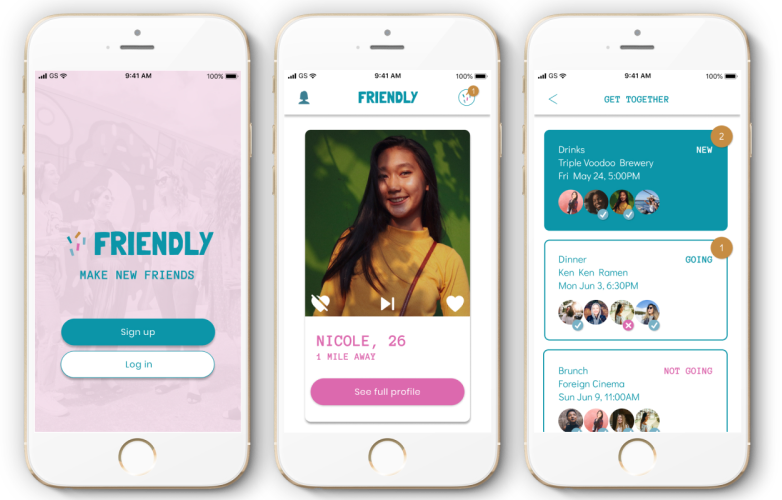 GS
9:41 AM
100%
FRIENDLY
MAKE NEW FRIENDS
Sign up
Log in
GS
9:41 AM
100%
FRIENDLY
1
NICOLE, 26
1 MILE AWAY
See full profile
GS
9:41 AM
100%
GET TOGETHER
2
Drinks
NEW
Triple Voodoo Brewery
Fri May 24, 5:00PM
1
Dinner
GOING
Ken Ken Ramen
Mon Jun 3, 6:30PM
Brunch
NOT GOING
Foreign Cinema
Sun Jun 9, 11:00AM